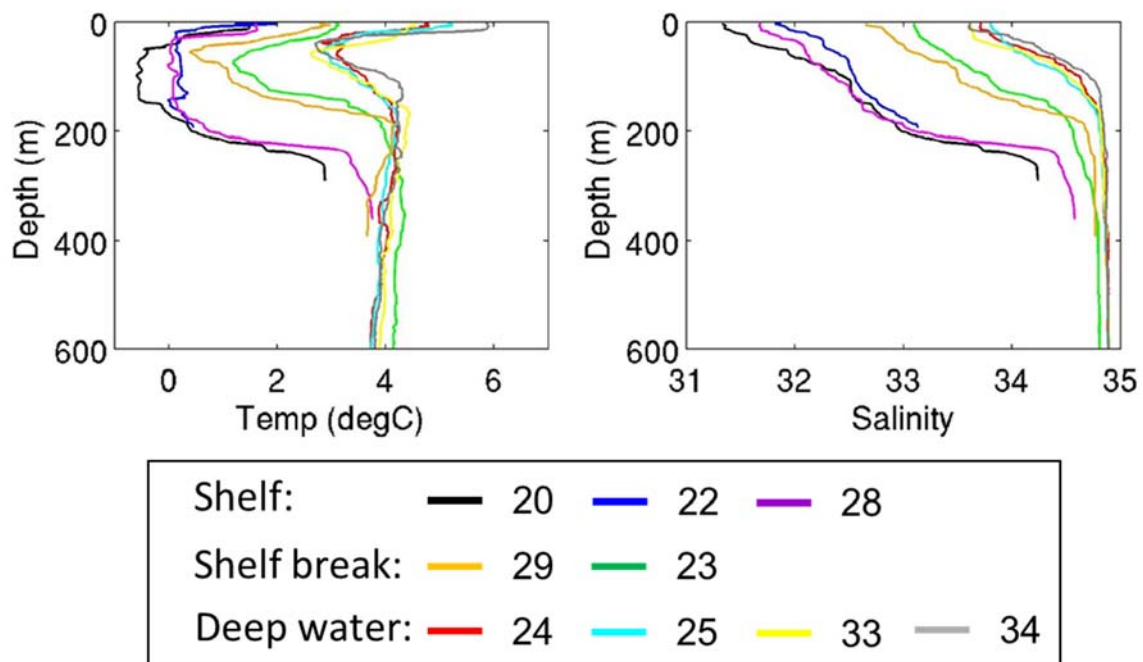 0
200
400
600
Depth (m)
0 2 4 6
Temp (degC)
0
200
400
600
Depth (m)
31 32 33 34 35
Salinity
Shelf: 20 22 28
Shelf break: 29 23
Deep water: 24 25 33 34